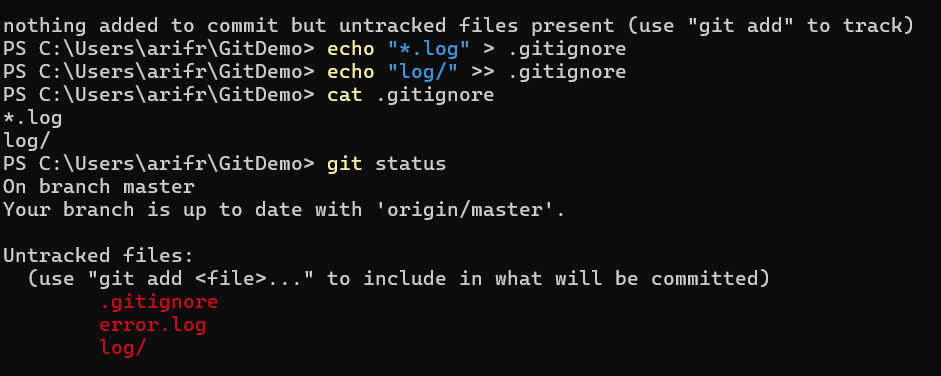 nothing added to commit but untracked files present (use "git add" to track)
PS C:\Users\arifr\GitDemo> echo "*.log" > .gitignore
PS C:\Users\arifr\GitDemo> echo "log/" >> .gitignore
PS C:\Users\arifr\GitDemo> cat .gitignore
*.log
log/
PS C:\Users\arifr\GitDemo> git status
On branch master
Your branch is up to date with 'origin/master'.
Untracked files:
(use "git add <file>..." to include in what will be committed)
.gitignore
error.log
log/